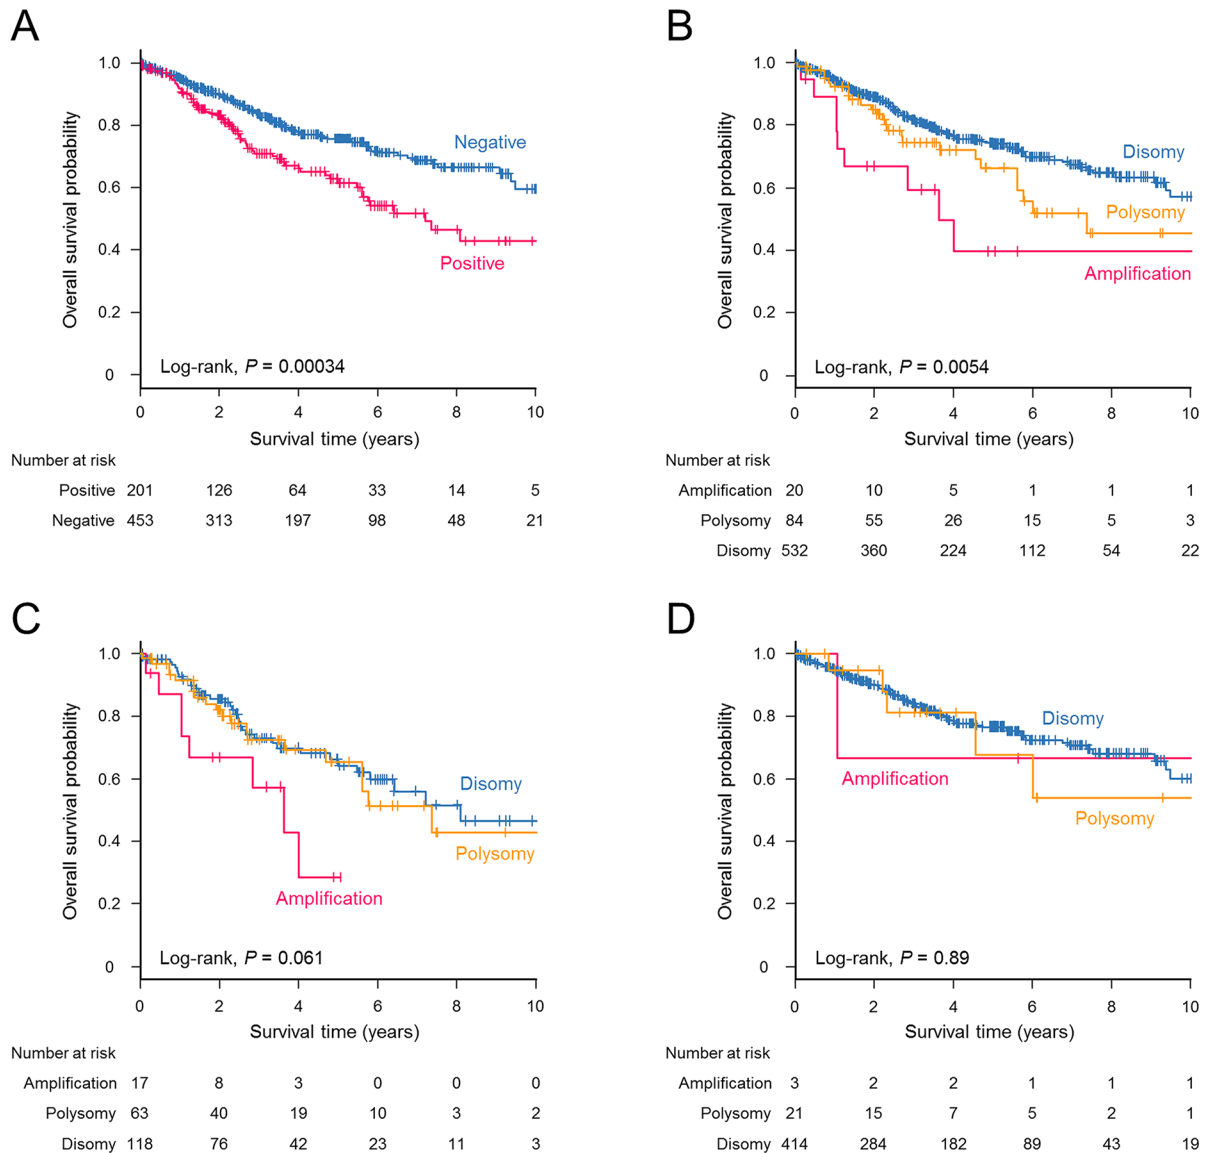 A
Overall survival probability
1.0
0.8
0.6
0.4
0.2
0
Negative
Positive
Log-rank, P = 0.00034
0 2 4 6 8 10
Survival time (years)
Number at risk
Positive 201 126 64 33 14 5
Negative 453 313 197 98 48 21
B
Overall survival probability
1.0
0.8
0.6
0.4
0.2
0
Disomy
Polysomy
Amplification
Log-rank, P = 0.0054
0 2 4 6 8 10
Survival time (years)
Number at risk
Amplification 20 10 5 1 1 1
Polysomy 84 55 26 15 5 3
Disomy 532 360 224 112 54 22
C
Overall survival probability
1.0
0.8
0.6
0.4
0.2
0
Disomy
Polysomy
Amplification
Log-rank, P = 0.061
0 2 4 6 8 10
Survival time (years)
Number at risk
Amplification 17 8 3 0 0 0
Polysomy 63 40 19 10 3 2
Disomy 118 76 42 23 11 3
D
Overall survival probability
1.0
0.8
0.6
0.4
0.2
0
Disomy
Amplification
Polysomy
Log-rank, P = 0.89
0 2 4 6 8 10
Survival time (years)
Number at risk
Amplification 3 2 2 1 1 1
Polysomy 21 15 7 5 2 1
Disomy 414 284 182 89 43 19